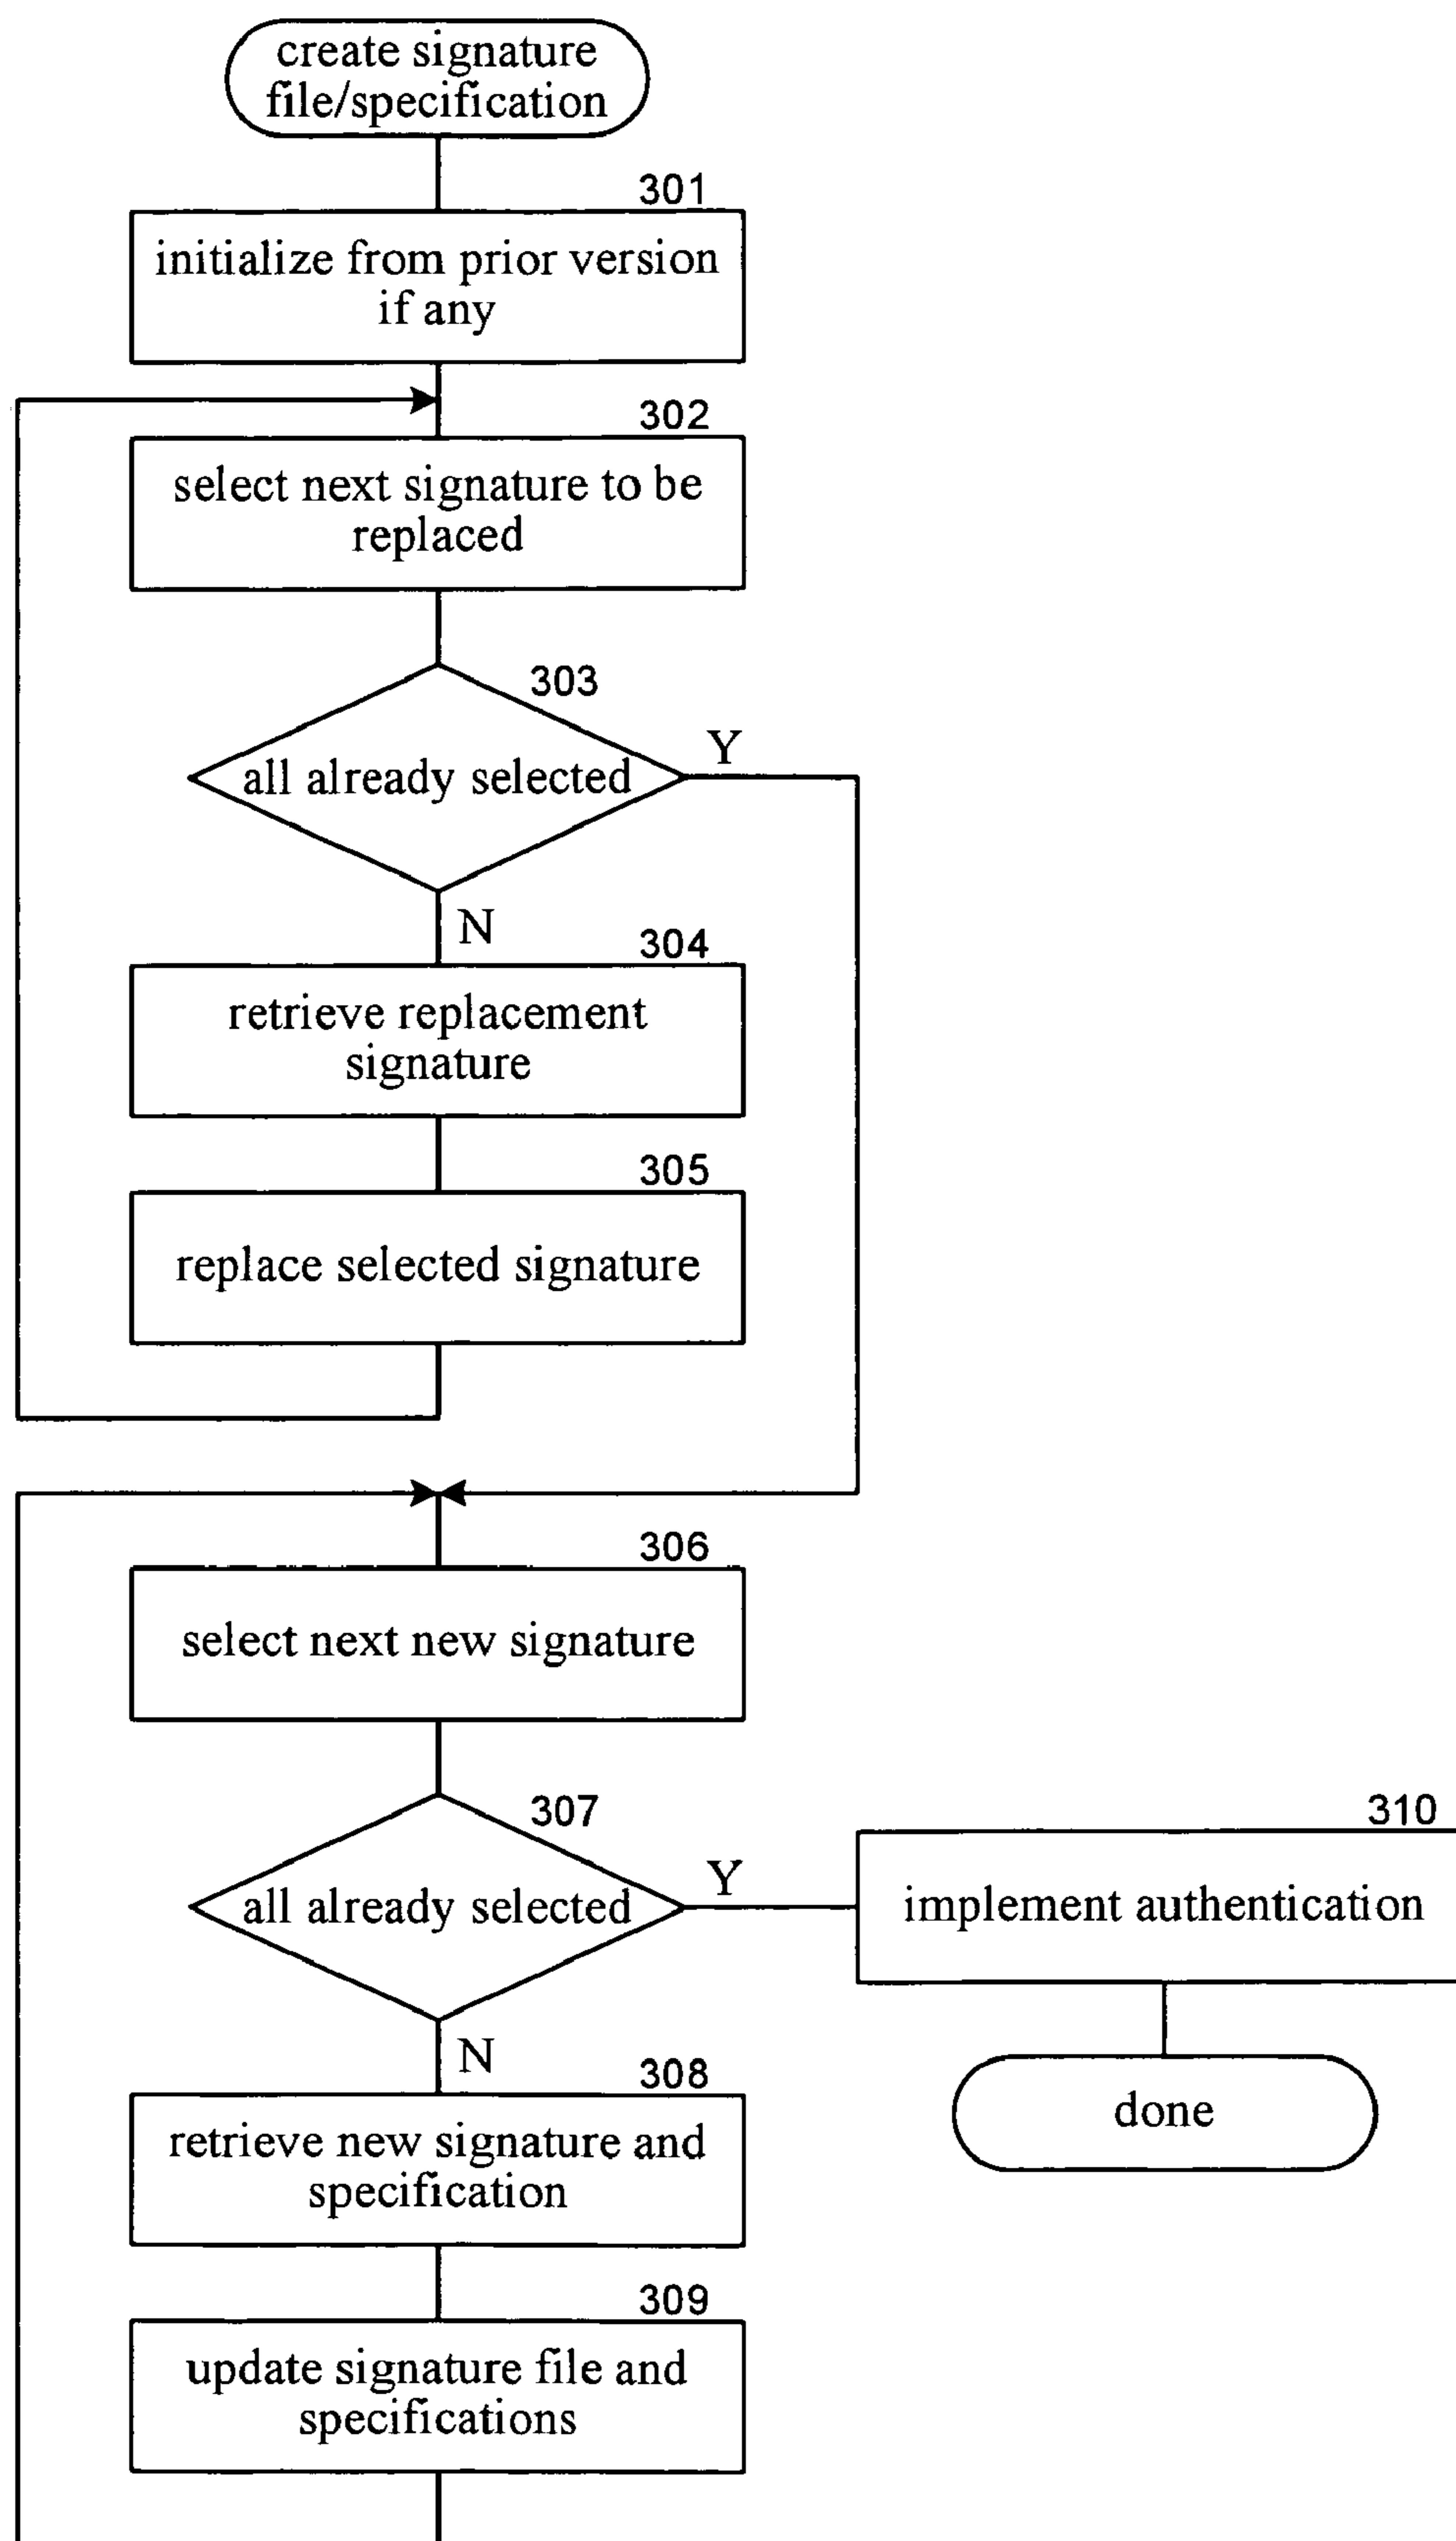 create signature
file/specification
301
initialize from prior version
if any
302
select next signature to be
replaced
303
all already selected
Y
N
304
retrieve replacement
signature
305
replace selected signature
306
select next new signature
307
all already selected
Y
310
implement authentication
done
N
308
retrieve new signature and
specification
309
update signature file and
specifications